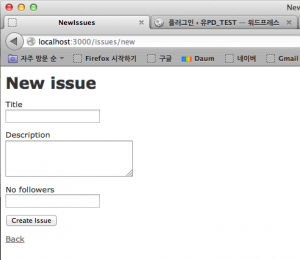 New
NewIssues
플러그인 ‹ 유PD_TEST — 워드프레스
localhost:3000/issues/new
자주 방문 순
Firefox 시작하기
구글
Daum
네이버
Gmail
New issue
Title
Description
No followers
Create Issue
Back